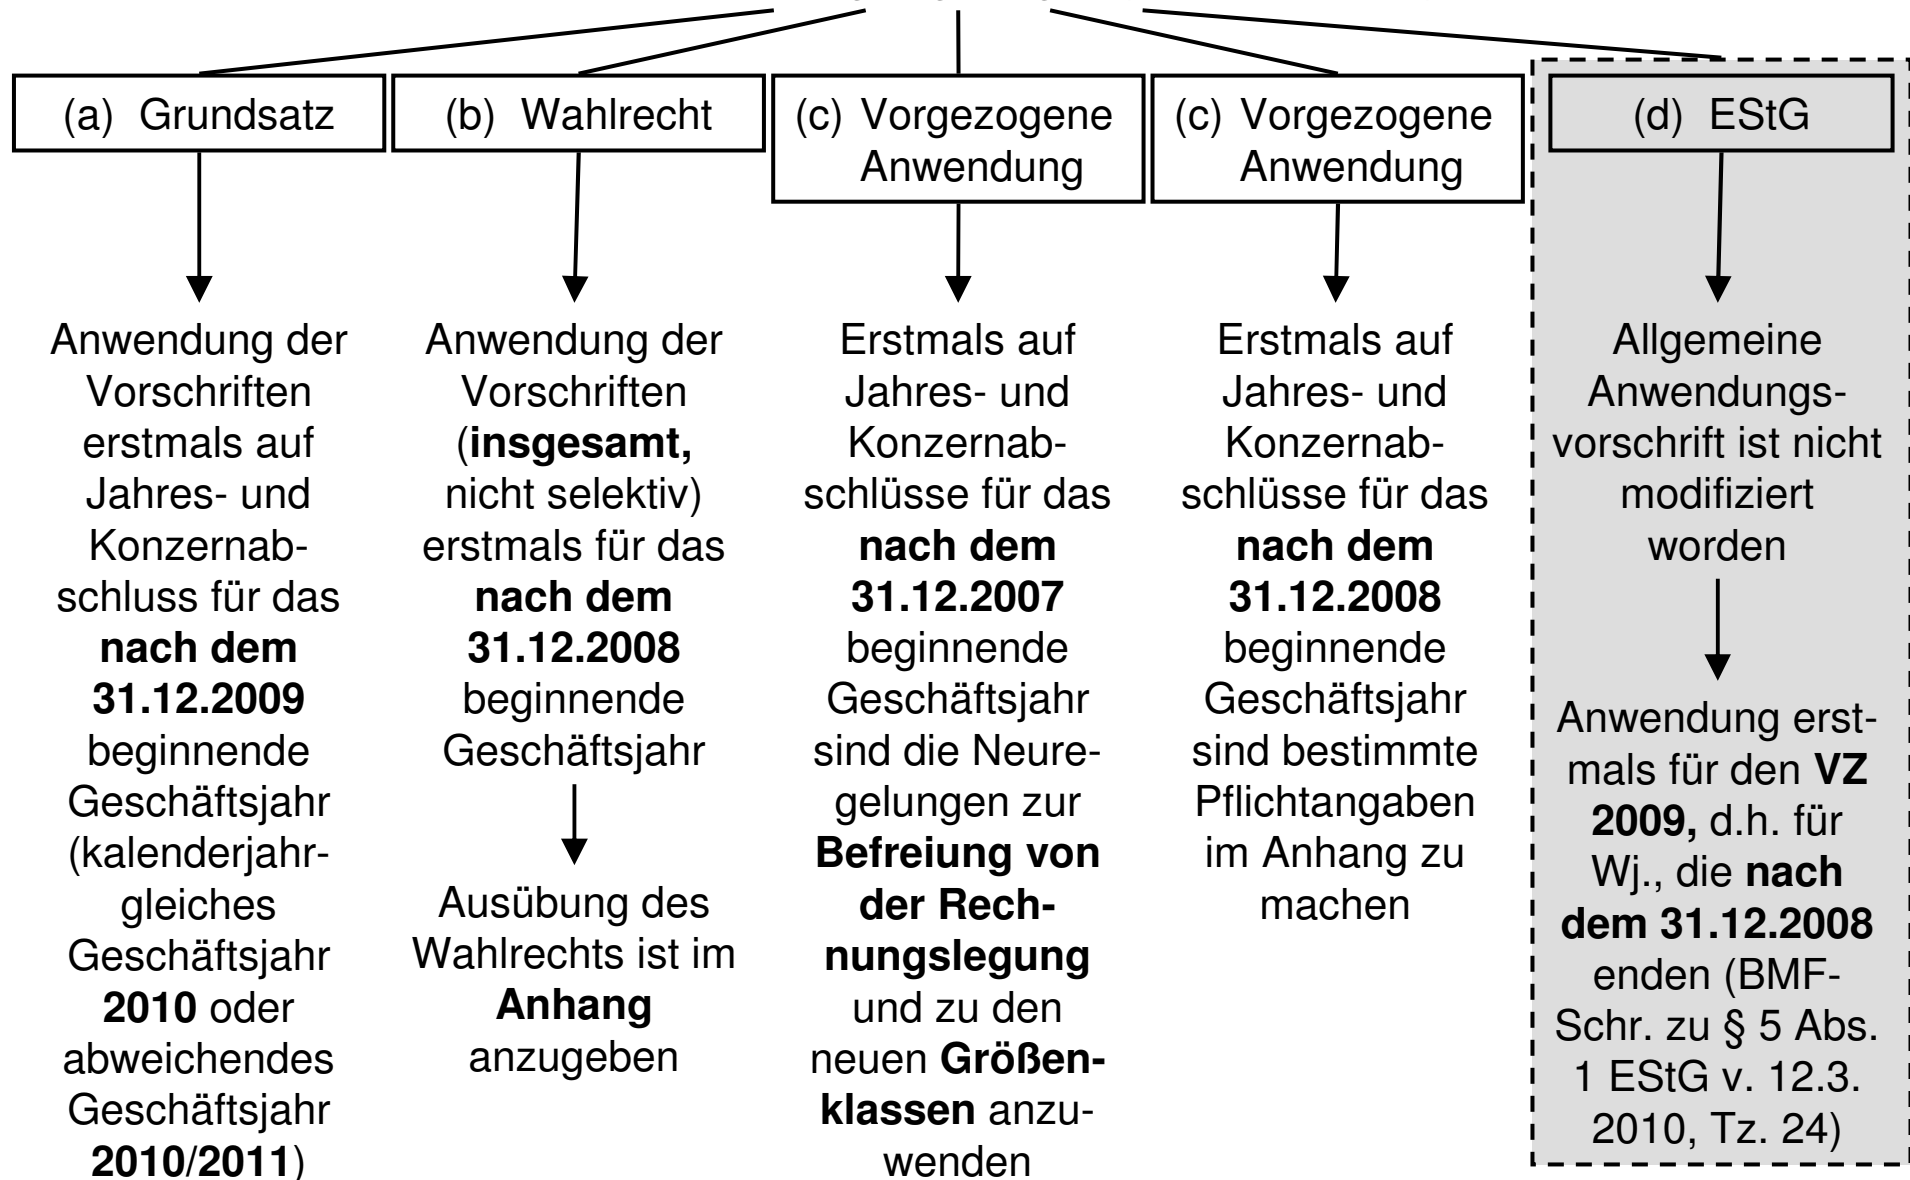 (a) Grundsatz
Anwendung der
Vorschriften
erstmals auf
Jahres- und
Konzernab-
schluss für das
nach dem
31.12.2009
beginnende
Geschäftsjahr
(kalenderjahr-
gleiches
Geschäftsjahr
2010 oder
abweichendes
Geschäftsjahr
2010/2011)
(b) Wahlrecht
Anwendung der
Vorschriften
(insgesamt,
nicht selektiv)
erstmals für das
nach dem
31.12.2008
beginnende
Geschäftsjahr
Ausübung des
Wahlrechts ist im
Anhang
anzugeben
(c) Vorgezogene
Anwendung
Erstmals auf
Jahres- und
Konzernab-
schlüsse für das
nach dem
31.12.2007
beginnende
Geschäftsjahr
sind die Neure-
gelungen zur
Befreiung von
der Rech-
nungslegung
und zu den
neuen Größen-
klassen anzu-
wenden
(c) Vorgezogene
Anwendung
Erstmals auf
Jahres- und
Konzernab-
schlüsse für das
nach dem
31.12.2008
beginnende
Geschäftsjahr
sind bestimmte
Pflichtangaben
im Anhang zu
machen
(d) EStG
Allgemeine
Anwendungs-
vorschrift ist nicht
modifiziert
worden
Anwendung erst-
mals für den VZ
2009, d.h. für
Wj., die nach
dem 31.12.2008
enden (BMF-
Schr. zu § 5 Abs.
1 EStG v. 12.3.
2010, Tz. 24)